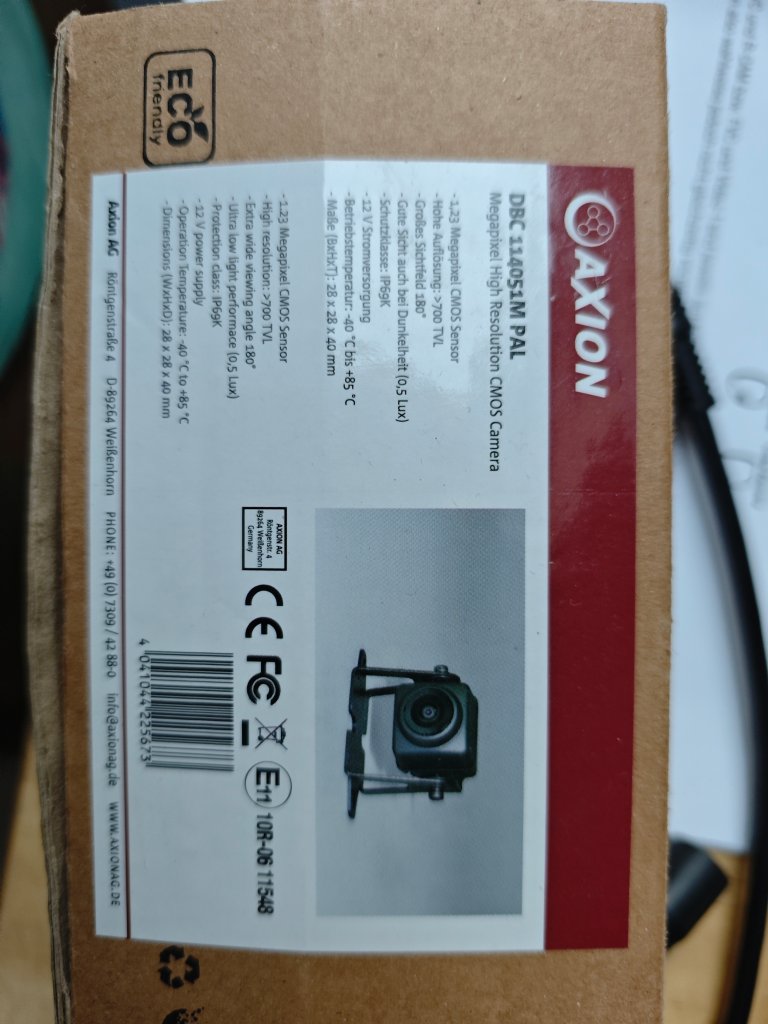 ECO
friendly
AXION
DBC 114051M PAL
Megapixel High Resolution CMOS Camera
- 1.23 Megapixel CMOS Sensor
- Hohe Auflösung: >700 TVL
- Großes Sichtfeld 180°
- Gute Sicht auch bei Dunkelheit (0,5 Lux)
- Schutzklasse: IP69K
- 12 V Stromversorgung
- Betriebstemperatur: -40 °C bis +85 °C
- Maße (BxHxT): 28 x 28 x 40 mm
- 1.23 Megapixel CMOS Sensor
- High resolution: >700 TVL
- Extra wide viewing angle 180°
- Ultra low light performace (0,5 Lux)
- Protection class: IP69K
- 12 V power supply
- Operation Temperature: -40 °C to +85 °C
- Dimensions (WxHxD): 28 x 28 x 40 mm
AXION AG
Röntgenstr. 4
89264 Weißenhorn
Germany
CE FC E11 10R-06 11548
4 041044 225673
Axion AG Röntgenstraße 4 D-89264 Weißenhorn PHONE: +49 (0) 7309 / 42 88-0 info@axionag.de WWW.AXIONAG.DE